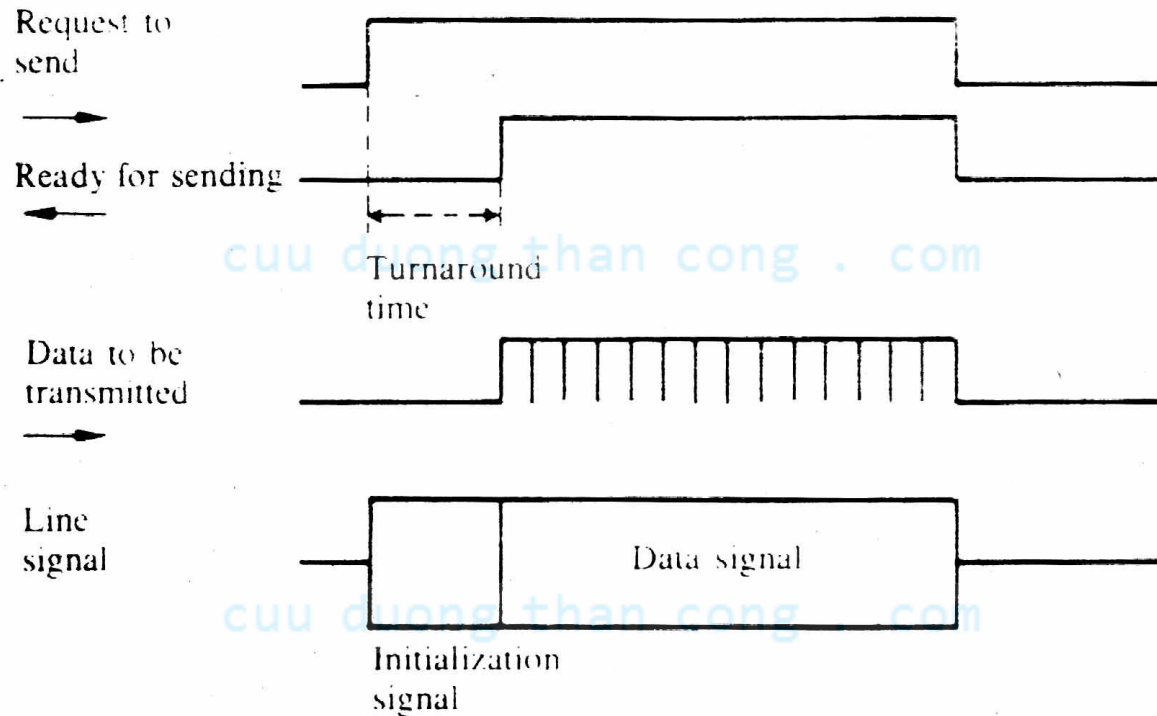 Request to
send
Ready for sending
cuu duong than cong . com
Turnaround
time
Data to be
transmitted
Line
signal
Data signal
cuu duong than cong . com
Initialization
signal